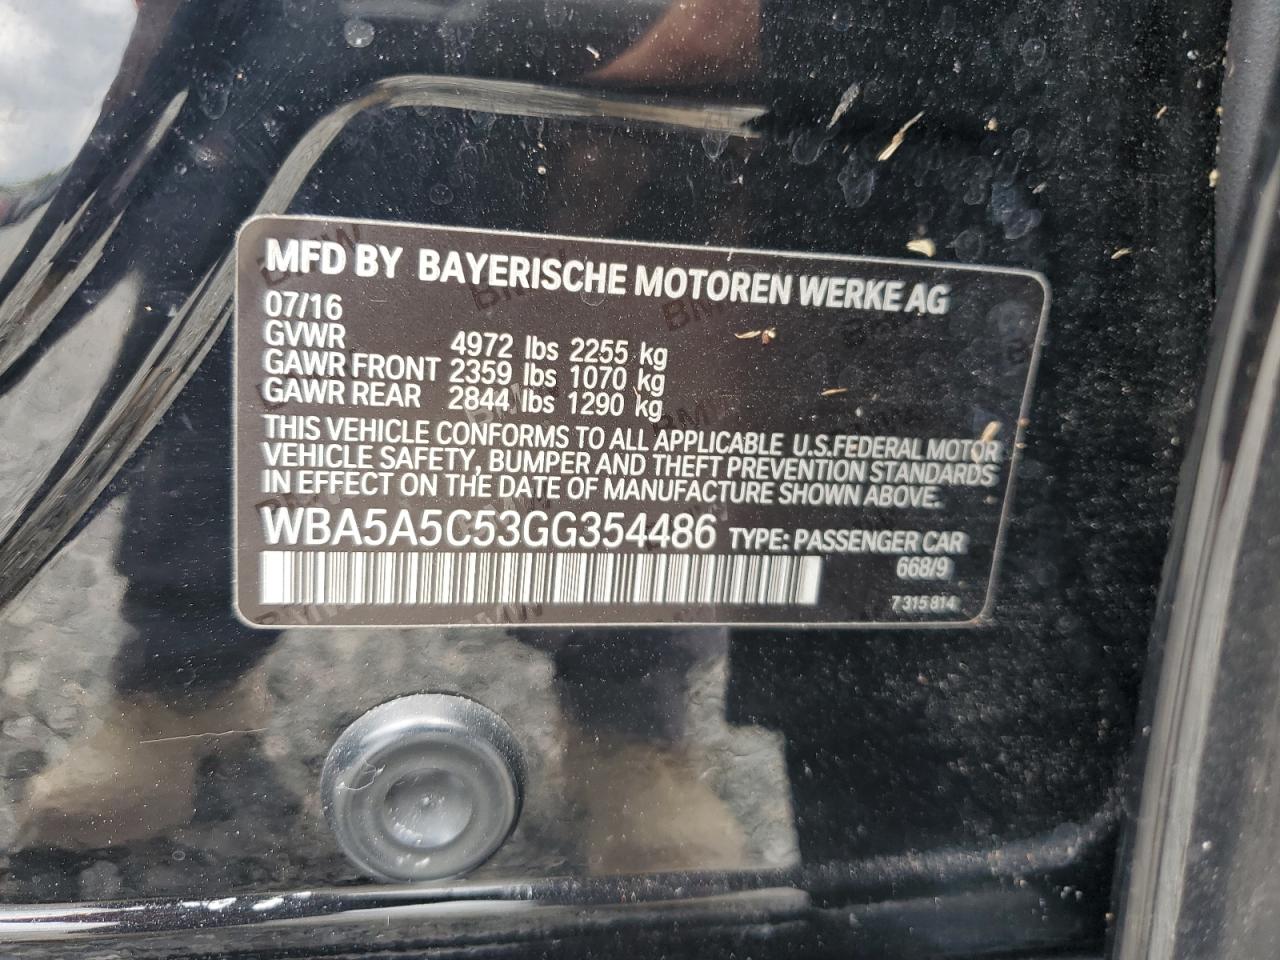 MFD BY BAYERISCHE MOTOREN WERKE AG
07/16
GVWR 4972 lbs 2255 kg
GAWR FRONT 2359 lbs 1070 kg
GAWR REAR 2844 lbs 1290 kg
THIS VEHICLE CONFORMS TO ALL APPLICABLE U.S.FEDERAL MOTOR
VEHICLE SAFETY, BUMPER AND THEFT PREVENTION STANDARDS
IN EFFECT ON THE DATE OF MANUFACTURE SHOWN ABOVE.
WBA5A5C53GG354486 TYPE: PASSENGER CAR
668/9
7 315 814